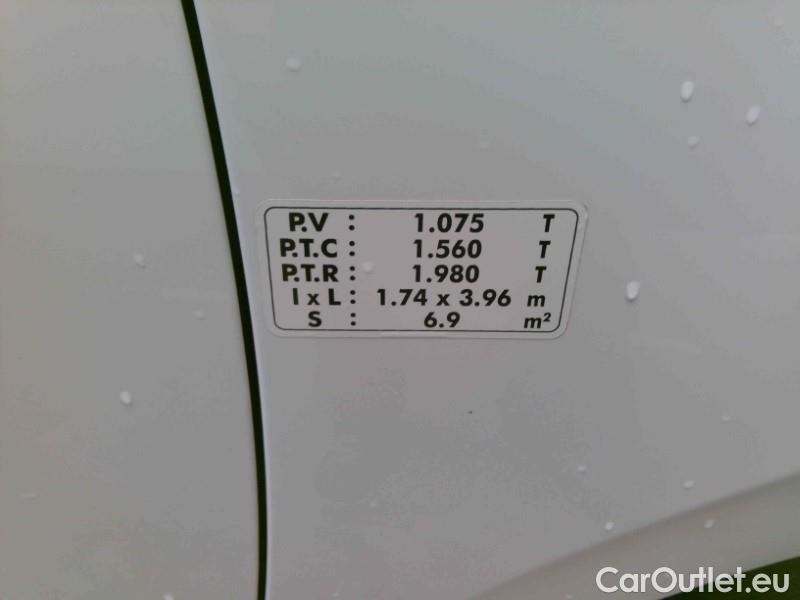 P.V : 1.075 T
P.T.C : 1.560 T
P.T.R : 1.980 T
l x L : 1.74 x 3.96 m
S : 6.9 m²
CarOutlet.eu